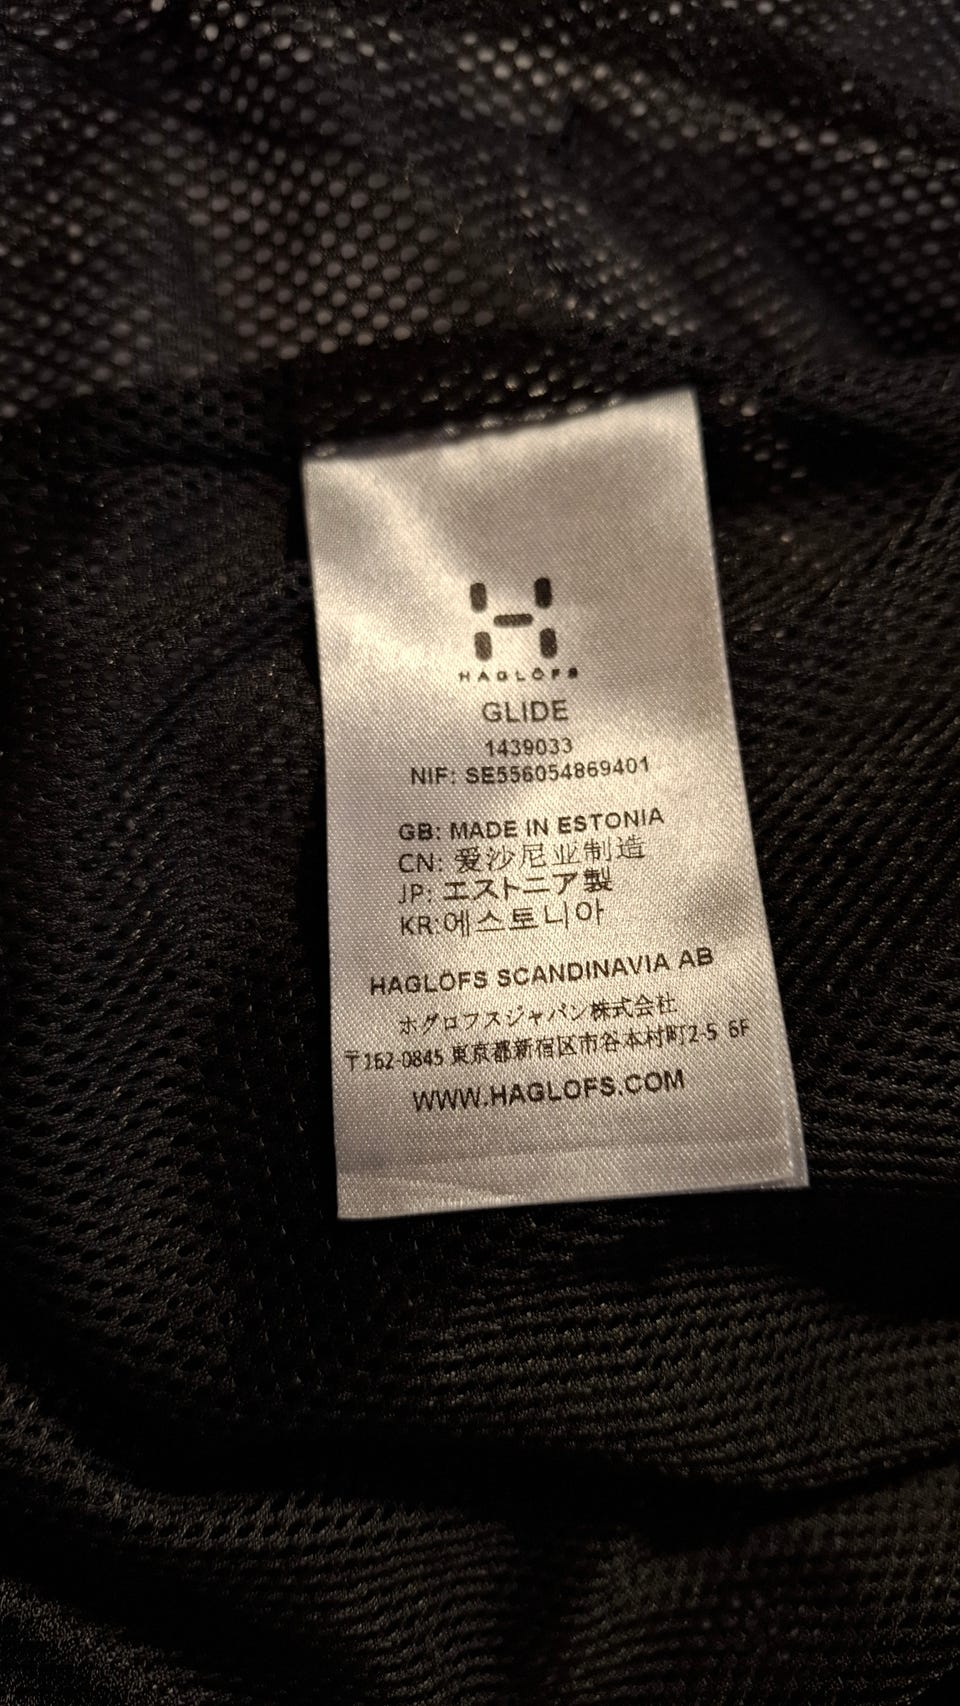 HAGLÖFS
GLIDE
1439033
NIF: SE556054869401
GB: MADE IN ESTONIA
CN: 爱沙尼亚制造
JP: エストニア製
KR:에스토니아
HAGLÖFS SCANDINAVIA AB
ホグロフスジャパン株式会社
〒162-0845 東京都新宿区市谷本村町2-5 6F
WWW.HAGLOFS.COM